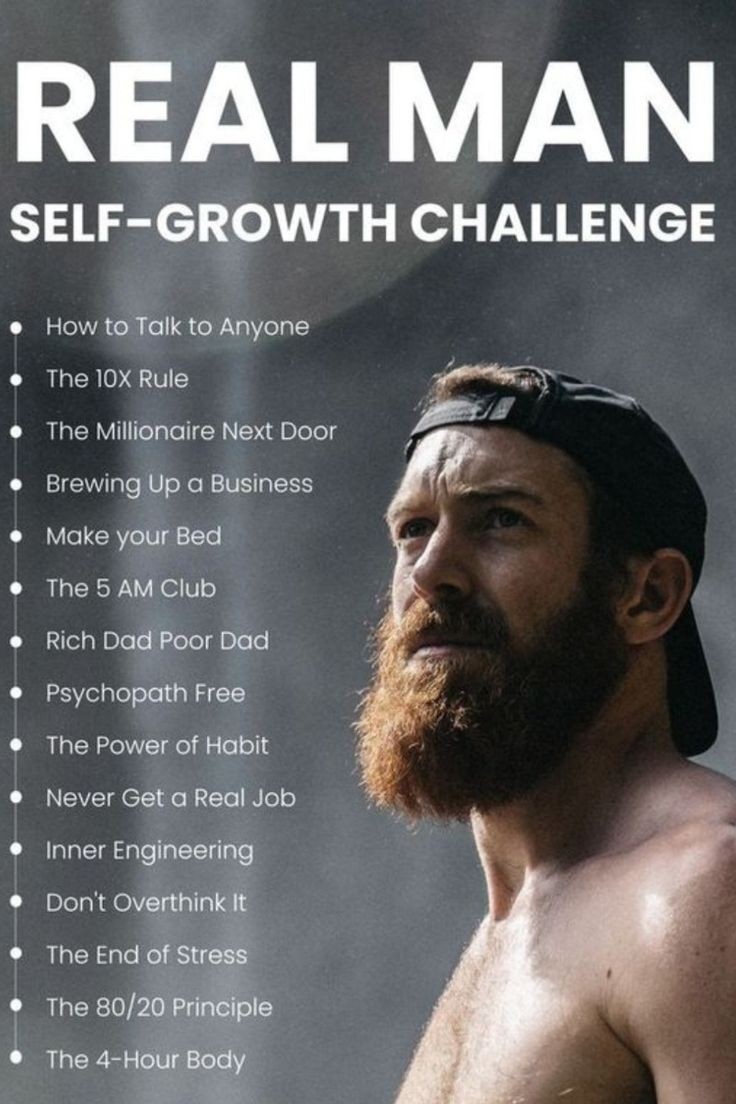 REAL MAN
SELF-GROWTH CHALLENGE
How to Talk to Anyone
The 10X Rule
The Millionaire Next Door
Brewing Up a Business
Make your Bed
The 5 AM Club
Rich Dad Poor Dad
Psychopath Free
The Power of Habit
Never Get a Real Job
Inner Engineering
Don't Overthink It
The End of Stress
The 80/20 Principle
The 4-Hour Body